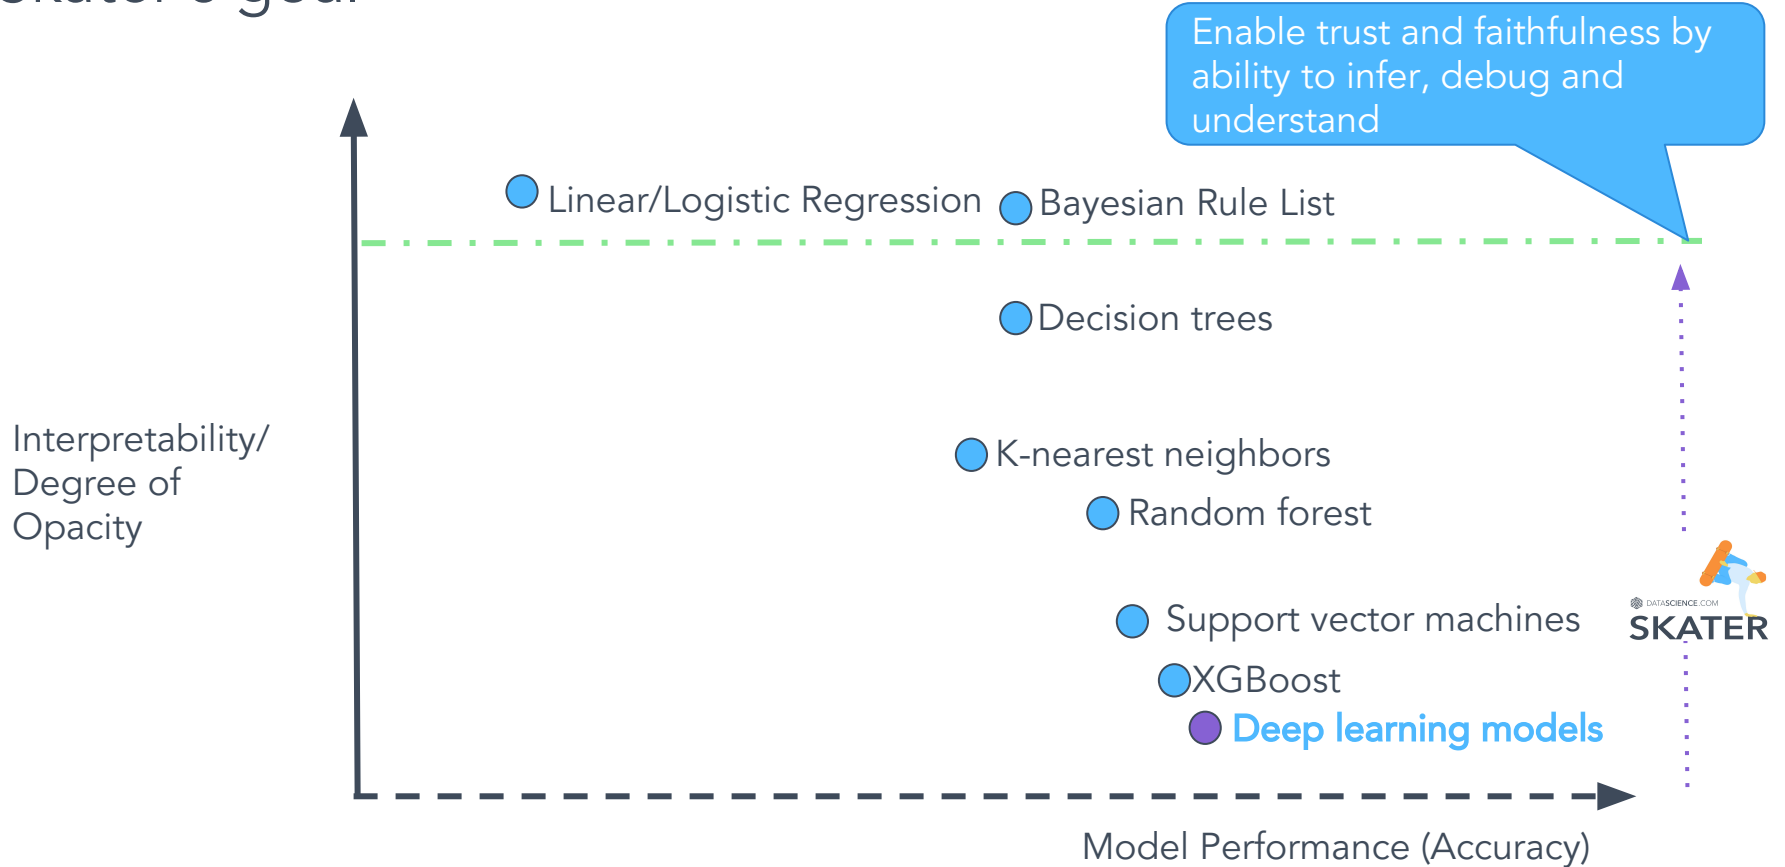 Skater's goal
Enable trust and faithfulness by
ability to infer, debug and
understand
Linear/Logistic Regression
Bayesian Rule List
Decision trees
Interpretability/
Degree of
Opacity
K-nearest neighbors
Random forest
Support vector machines
DATASCIENCE.COM
SKATER
XGBoost
Deep learning models
Model Performance (Accuracy)